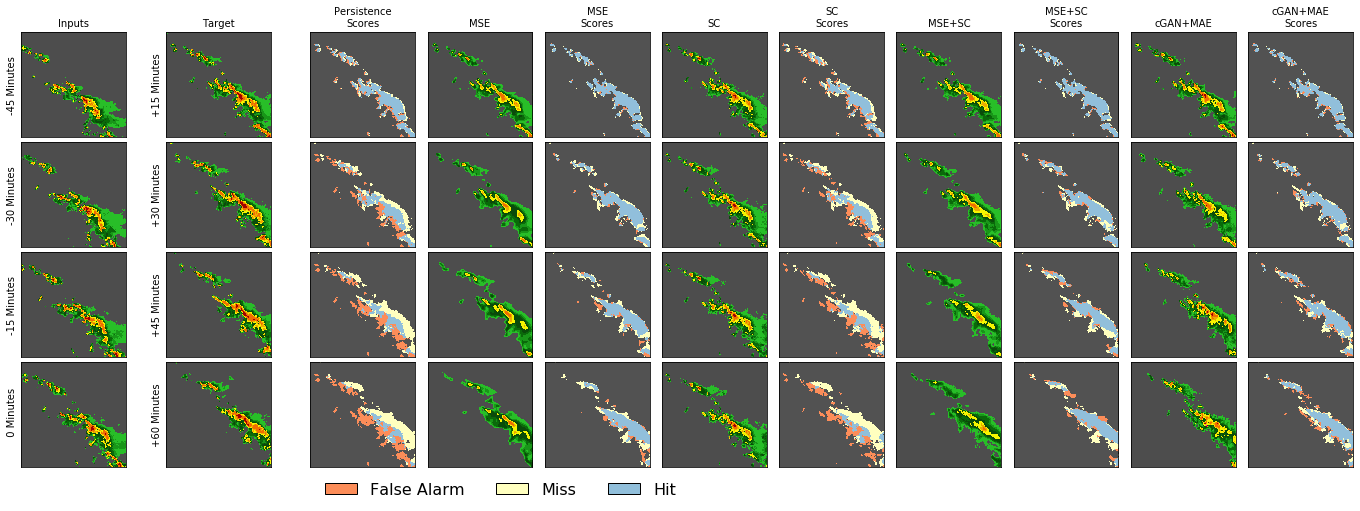 Inputs
Target
Persistence
Scores
MSE
MSE
Scores
SC
SC
Scores
MSE+SC
MSE+SC
Scores
cGAN+MAE
cGAN+MAE
Scores
-45 Minutes
+15 Minutes
-30 Minutes
+30 Minutes
-15 Minutes
+45 Minutes
0 Minutes
+60 Minutes
False Alarm
Miss
Hit